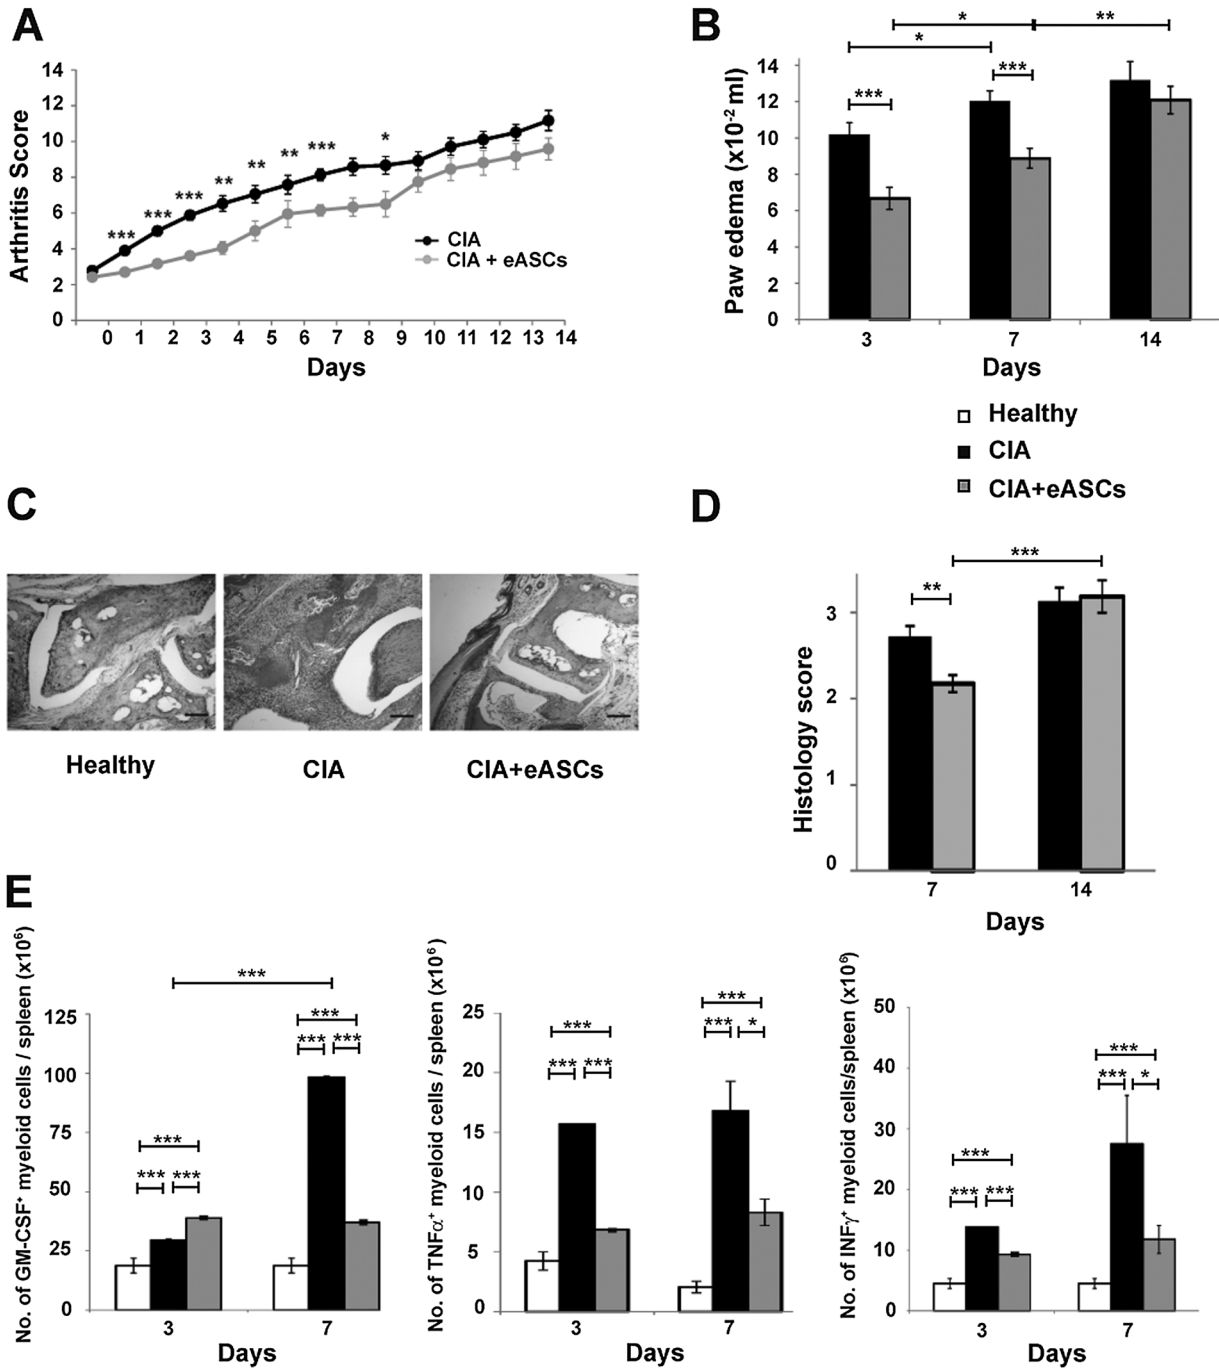 A
14
12
10
8
6
4
2
0
Arthritis Score
***
***
***
**
**
**
***
*
CIA
CIA + eASCs
0 1 2 3 4 5 6 7 8 9 10 11 12 13 14
Days
B
14
12
10
8
6
4
2
0
Paw edema (x10-2 ml)
*
**
*
***
***
3 7 14
Days
Healthy
CIA
CIA+eASCs
C
Healthy
CIA
CIA+eASCs
D
3
2
1
0
Histology score
***
**
7 14
Days
E
125
100
75
50
25
0
No. of GM-CSF+ myeloid cells / spleen (x106)
***
***
*** ***
***
*** ***
3 7
Days
25
20
15
10
5
0
No. of TNFα+ myeloid cells / spleen (x106)
***
*** *
***
*** ***
3 7
Days
50
40
30
20
10
0
No. of INFγ+ myeloid cells/spleen (x106)
***
*** *
***
*** ***
3 7
Days